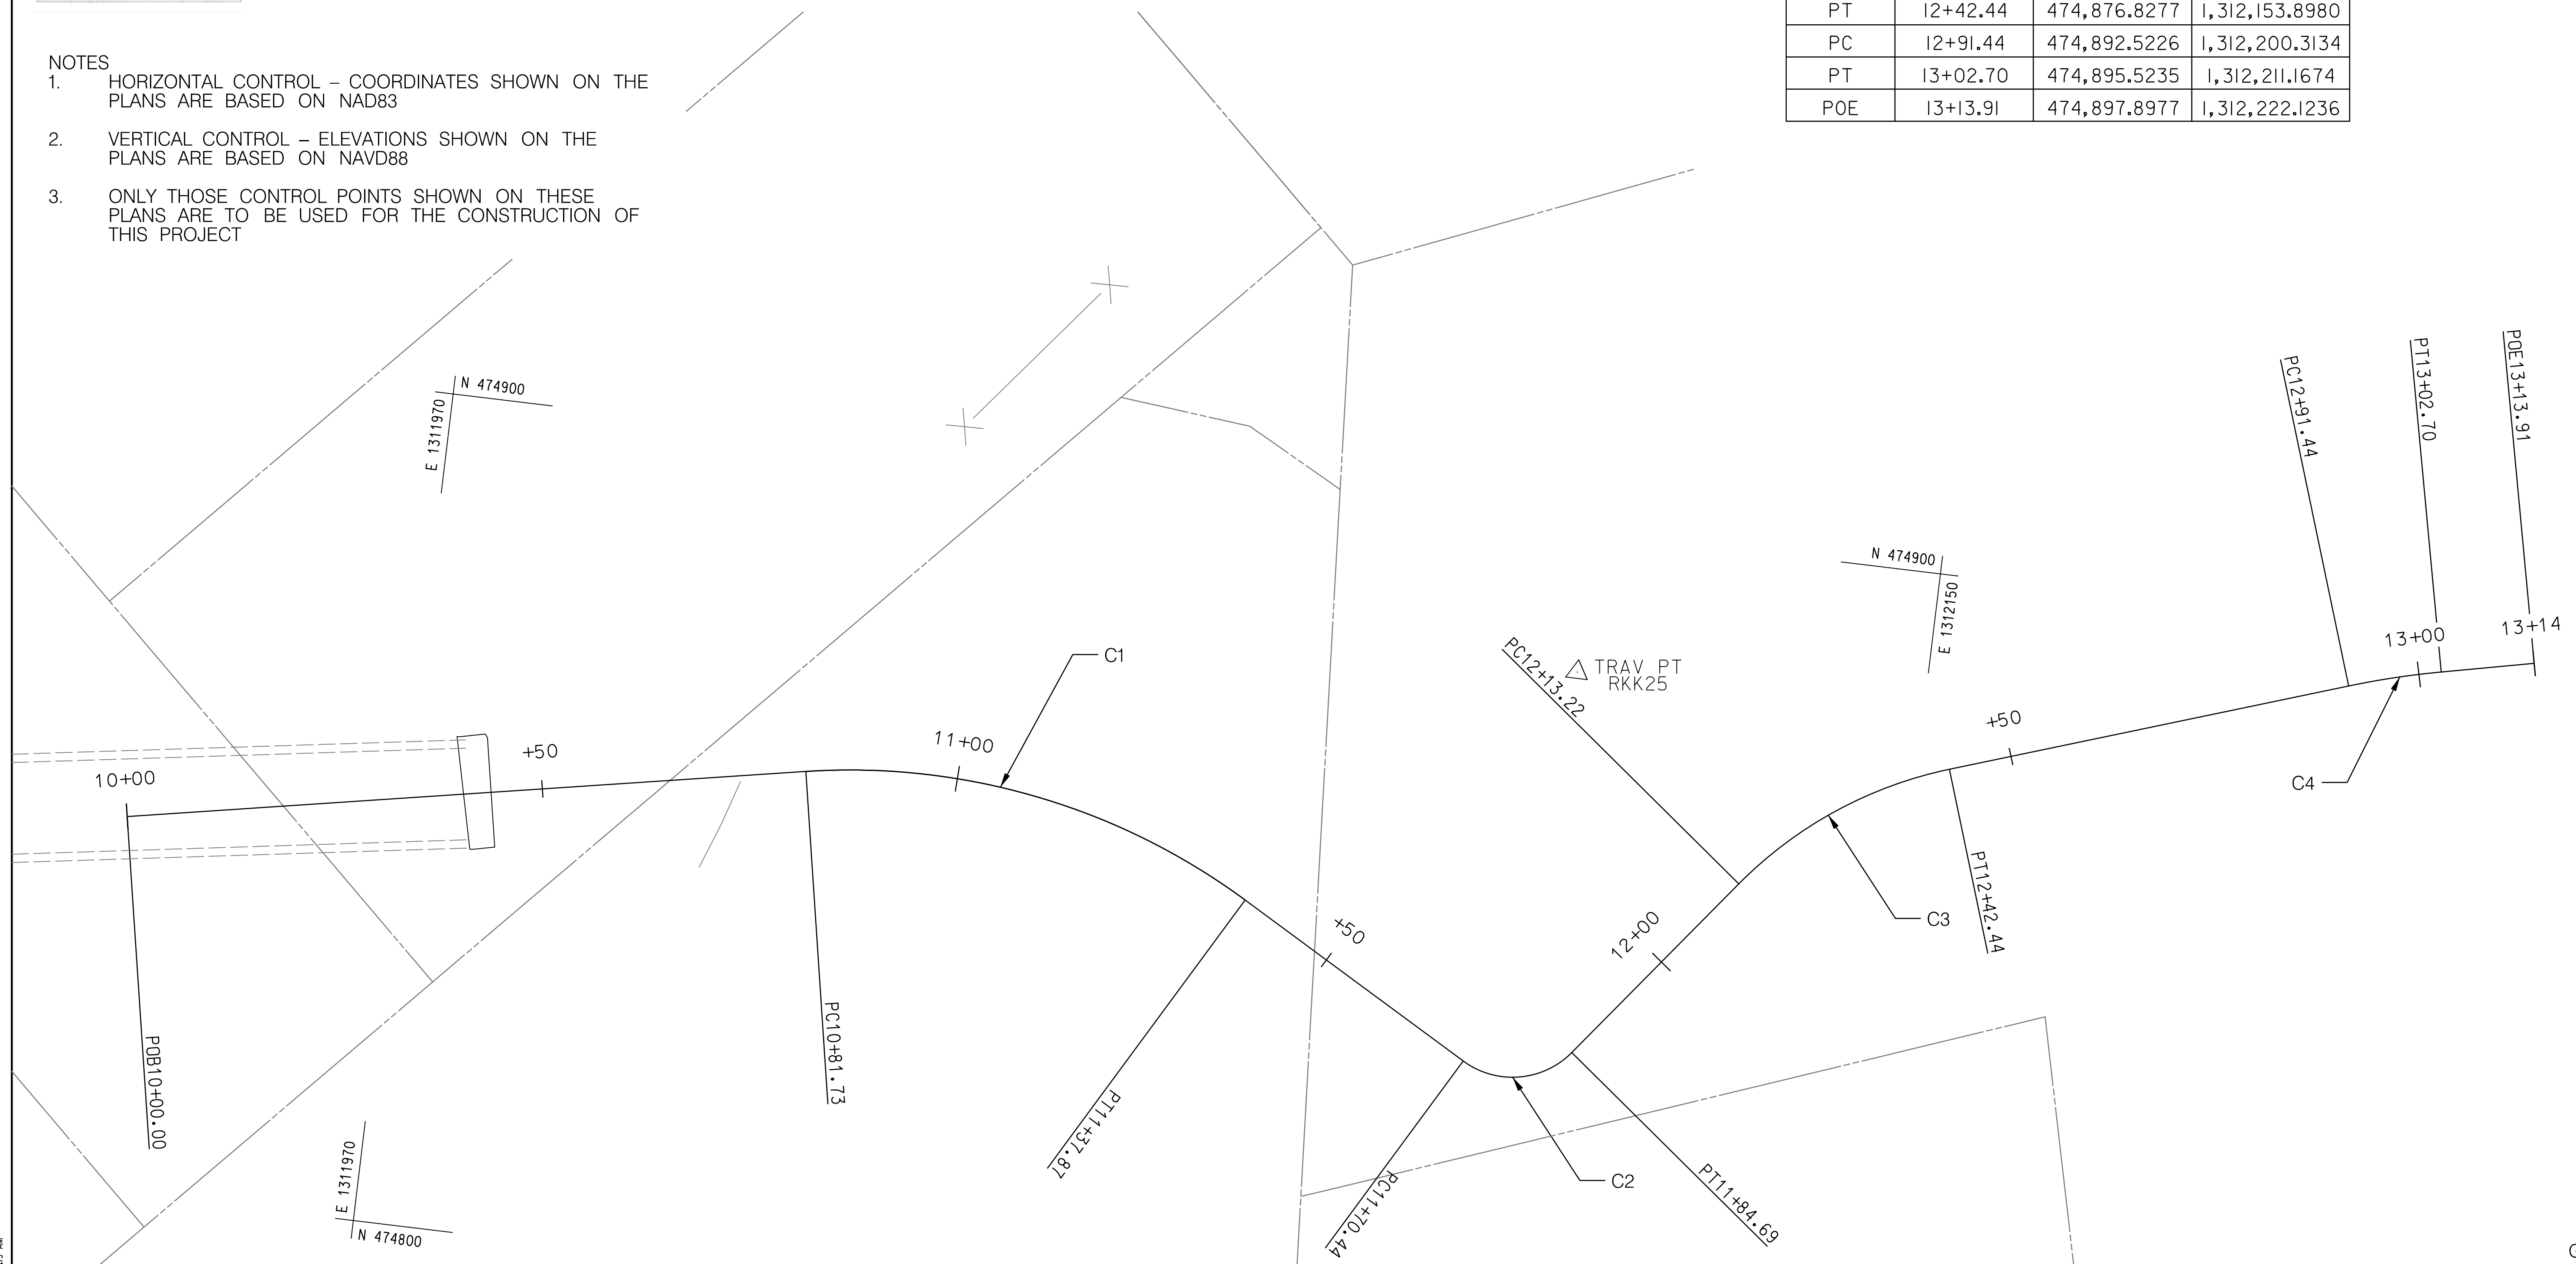 PT 12+42.44 474,876.8277 1,312,153.8980
PC 12+91.44 474,892.5226 1,312,200.3134
PT 13+02.70 474,895.5235 1,312,211.1674
POE 13+13.91 474,897.8977 1,312,222.1236
NOTES
1. HORIZONTAL CONTROL – COORDINATES SHOWN ON THE
PLANS ARE BASED ON NAD83
2. VERTICAL CONTROL – ELEVATIONS SHOWN ON THE
PLANS ARE BASED ON NAVD88
3. ONLY THOSE CONTROL POINTS SHOWN ON THESE
PLANS ARE TO BE USED FOR THE CONSTRUCTION OF
THIS PROJECT
N 474900
E 1311970
PC12+91.44
PT13+02.70
POE13+13.91
N 474900
E 1312150
13+00
13+14
C1
PC12+13.22
TRAV PT
RKK25
10+00
+50
11+00
+50
C4
C3
PT12+42.44
+50
12+00
POB10+00.00
PC10+81.73
PT11+37.87
PC11+70.44
C2
PT11+84.69
E 1311970
N 474800